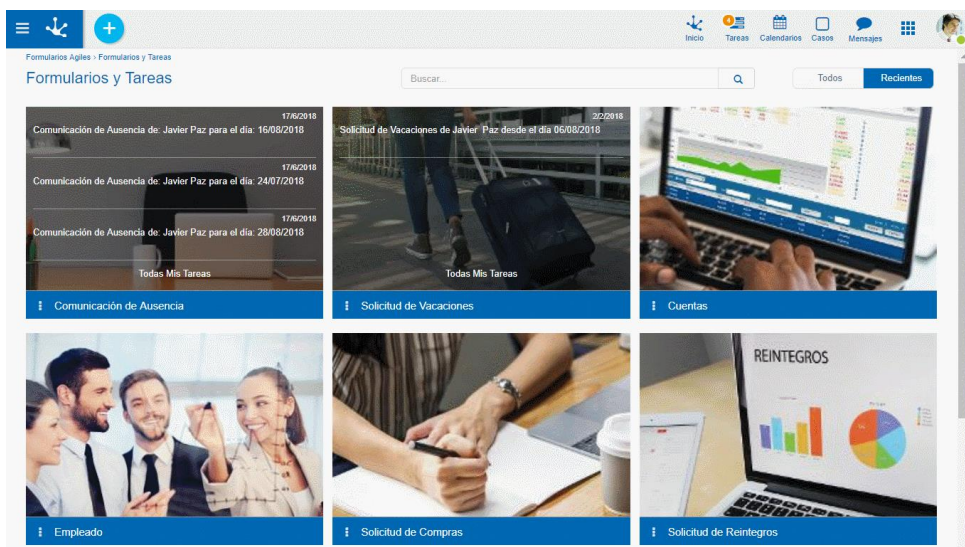 4
Inicio
Tareas
Calendarios
Casos
Mensajes
Formularios Agiles > Formularios y Tareas
Formularios y Tareas
Buscar...
Todos
Recientes
17/6/2018
Comunicación de Ausencia de: Javier Paz para el día: 16/08/2018
17/6/2018
Comunicación de Ausencia de: Javier Paz para el día: 24/07/2018
17/6/2018
Comunicación de Ausencia de: Javier Paz para el día: 28/08/2018
Todas Mis Tareas
Comunicación de Ausencia
2/2/2018
Solicitud de Vacaciones de Javier Paz desde el día 06/08/2018
Todas Mis Tareas
Solicitud de Vacaciones
Cuentas
Empleado
Solicitud de Compras
REINTEGROS
Solicitud de Reintegros